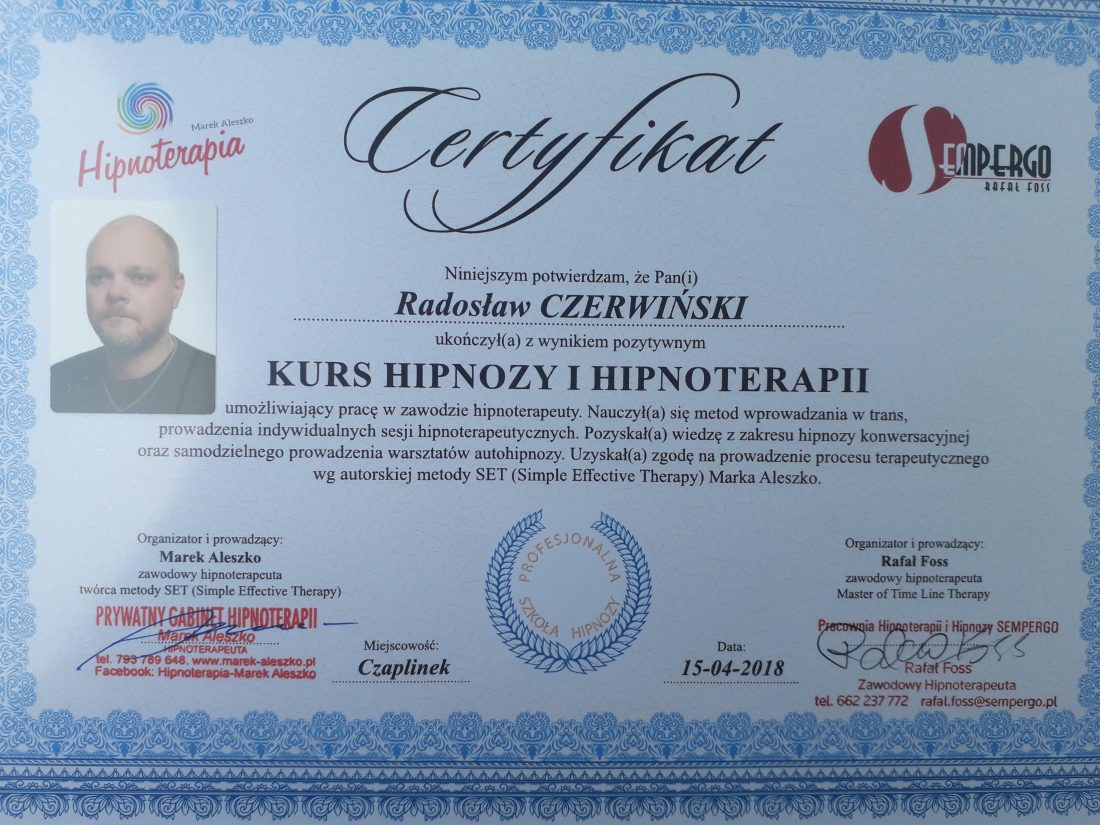 Marek Aleszko
Hipnoterapia
Certyfikat
SEMPERGO
RAFAŁ FOSS
Niniejszym potwierdzam, że Pan(i)
Radosław CZERWIŃSKI
ukończył(a) z wynikiem pozytywnym
KURS HIPNOZY I HIPNOTERAPII
umożliwiający pracę w zawodzie hipnoterapeuty. Nauczył(a) się metod wprowadzania w trans,
prowadzenia indywidualnych sesji hipnoterapeutycznych. Pozyskał(a) wiedzę z zakresu hipnozy konwersacyjnej
oraz samodzielnego prowadzenia warsztatów autohipnozy. Uzyskał(a) zgodę na prowadzenie procesu terapeutycznego
wg autorskiej metody SET (Simple Effective Therapy) Marka Aleszko.
Organizator i prowadzący:
Marek Aleszko
zawodowy hipnoterapeuta
twórca metody SET (Simple Effective Therapy)
PRYWATNY GABINET HIPNOTERAPII
Marek Aleszko
HIPNOTERAPEUTA
tel. 793 789 648, www.marek-aleszko.pl
Facebook: Hipnoterapia-Marek Aleszko
Miejscowość:
Czaplinek
PROFESJONALNA
SZKOŁA HIPNOZY
Data:
15-04-2018
Organizator i prowadzący:
Rafał Foss
zawodowy hipnoterapeuta
Master of Time Line Therapy
Pracownia Hipnoterapii i Hipnozy SEMPERGO
Rafał Foss
Rafał Foss
Zawodowy Hipnoterapeuta
tel. 662 237 772 rafal.foss@sempergo.pl